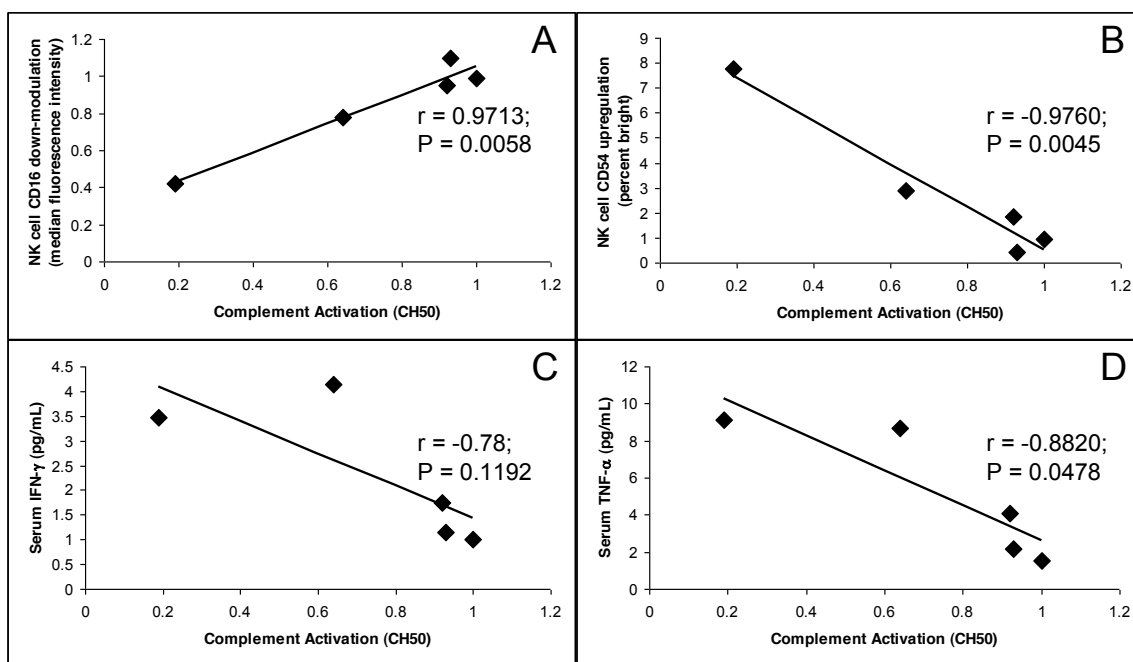 A
NK cell CD16 down-modulation
(median fluorescence intensity)
1.2
1
0.8
0.6
0.4
0.2
0
r = 0.9713;
P = 0.0058
0 0.2 0.4 0.6 0.8 1 1.2
Complement Activation (CH50)
B
NK cell CD54 upregulation
(percent bright)
9
8
7
6
5
4
3
2
1
0
r = -0.9760;
P = 0.0045
0 0.2 0.4 0.6 0.8 1 1.2
Complement Activation (CH50)
C
Serum IFN-γ (pg/mL)
4.5
4
3.5
3
2.5
2
1.5
1
0.5
0
r = -0.78;
P = 0.1192
0 0.2 0.4 0.6 0.8 1 1.2
Complement Activation (CH50)
D
Serum TNF-α (pg/mL)
12
10
8
6
4
2
0
r = -0.8820;
P = 0.0478
0 0.2 0.4 0.6 0.8 1 1.2
Complement Activation (CH50)